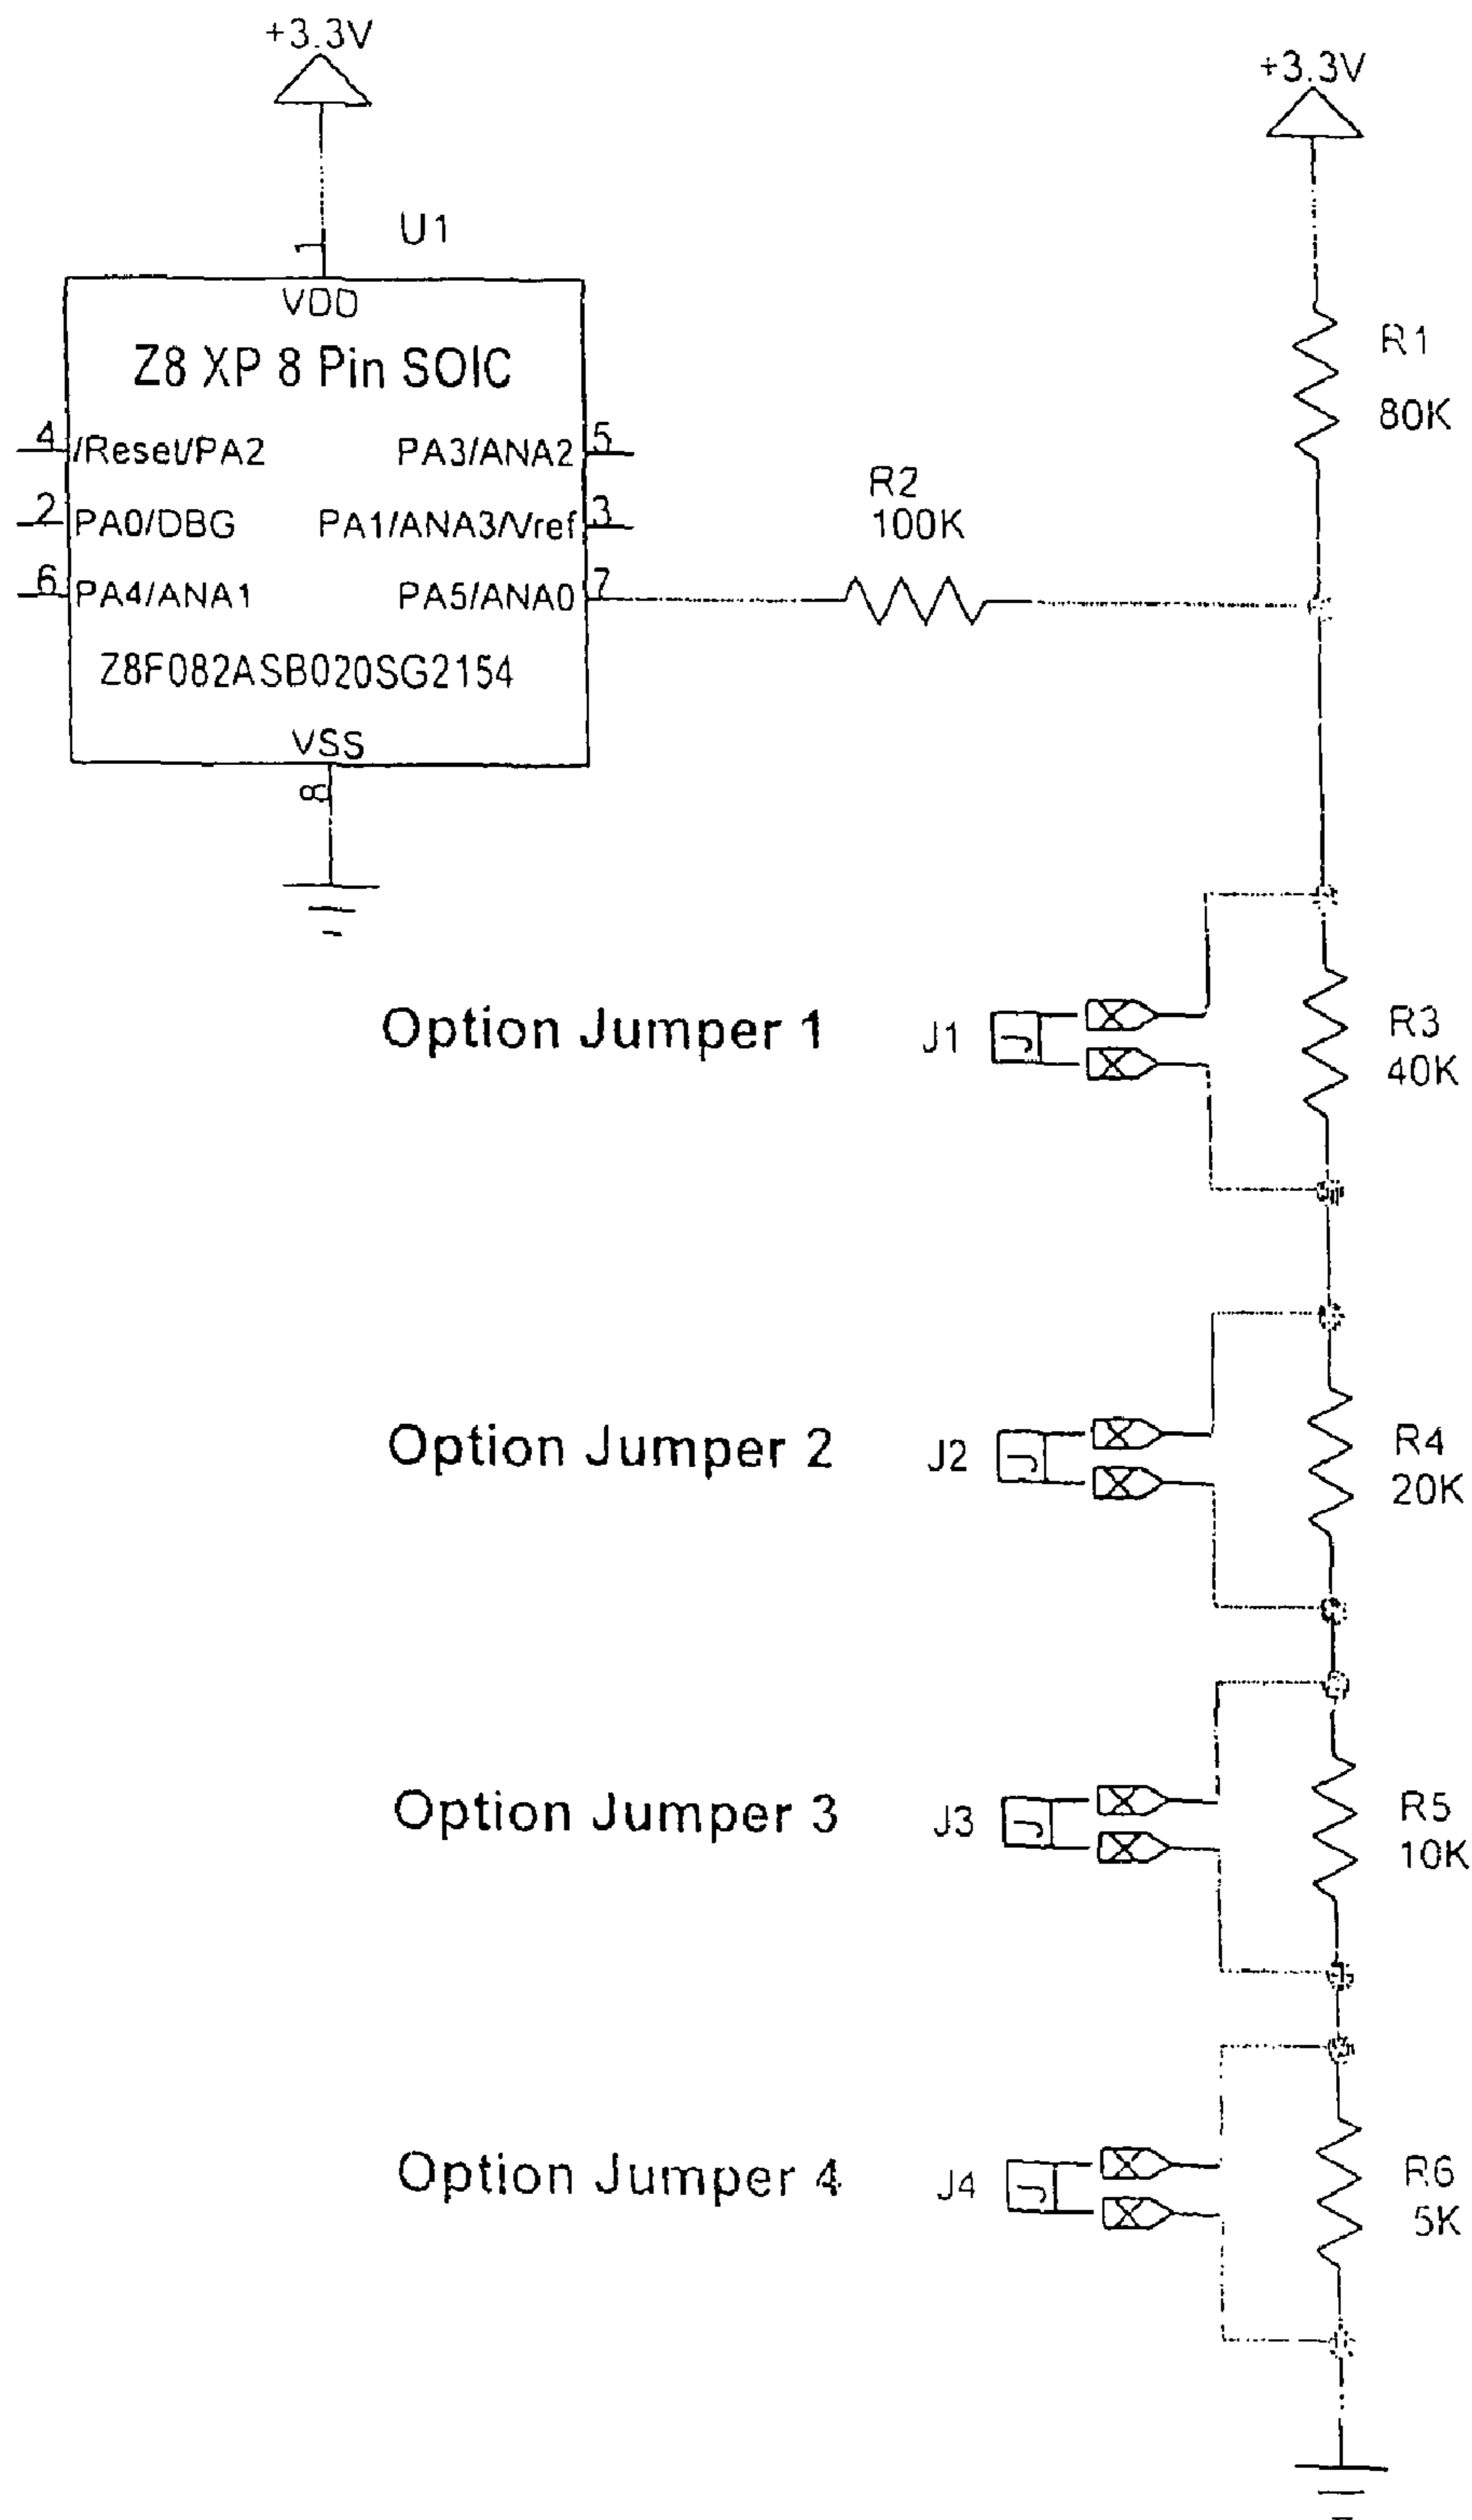 +3.3V
+3.3V
U1
1
VDD
Z8 XP 8 Pin SOIC
R1
80K
4
/Reset/PA2
PA3/ANA2
5
2
PA0/DBG
PA1/ANA3/Vref
3
R2
100K
6
PA4/ANA1
PA5/ANA0
7
Z8F082ASB020SG2154
VSS
8
Option Jumper 1
J1
J
R3
40K
Option Jumper 2
J2
J
R4
20K
Option Jumper 3
J3
J
R5
10K
Option Jumper 4
J4
J
R6
5K